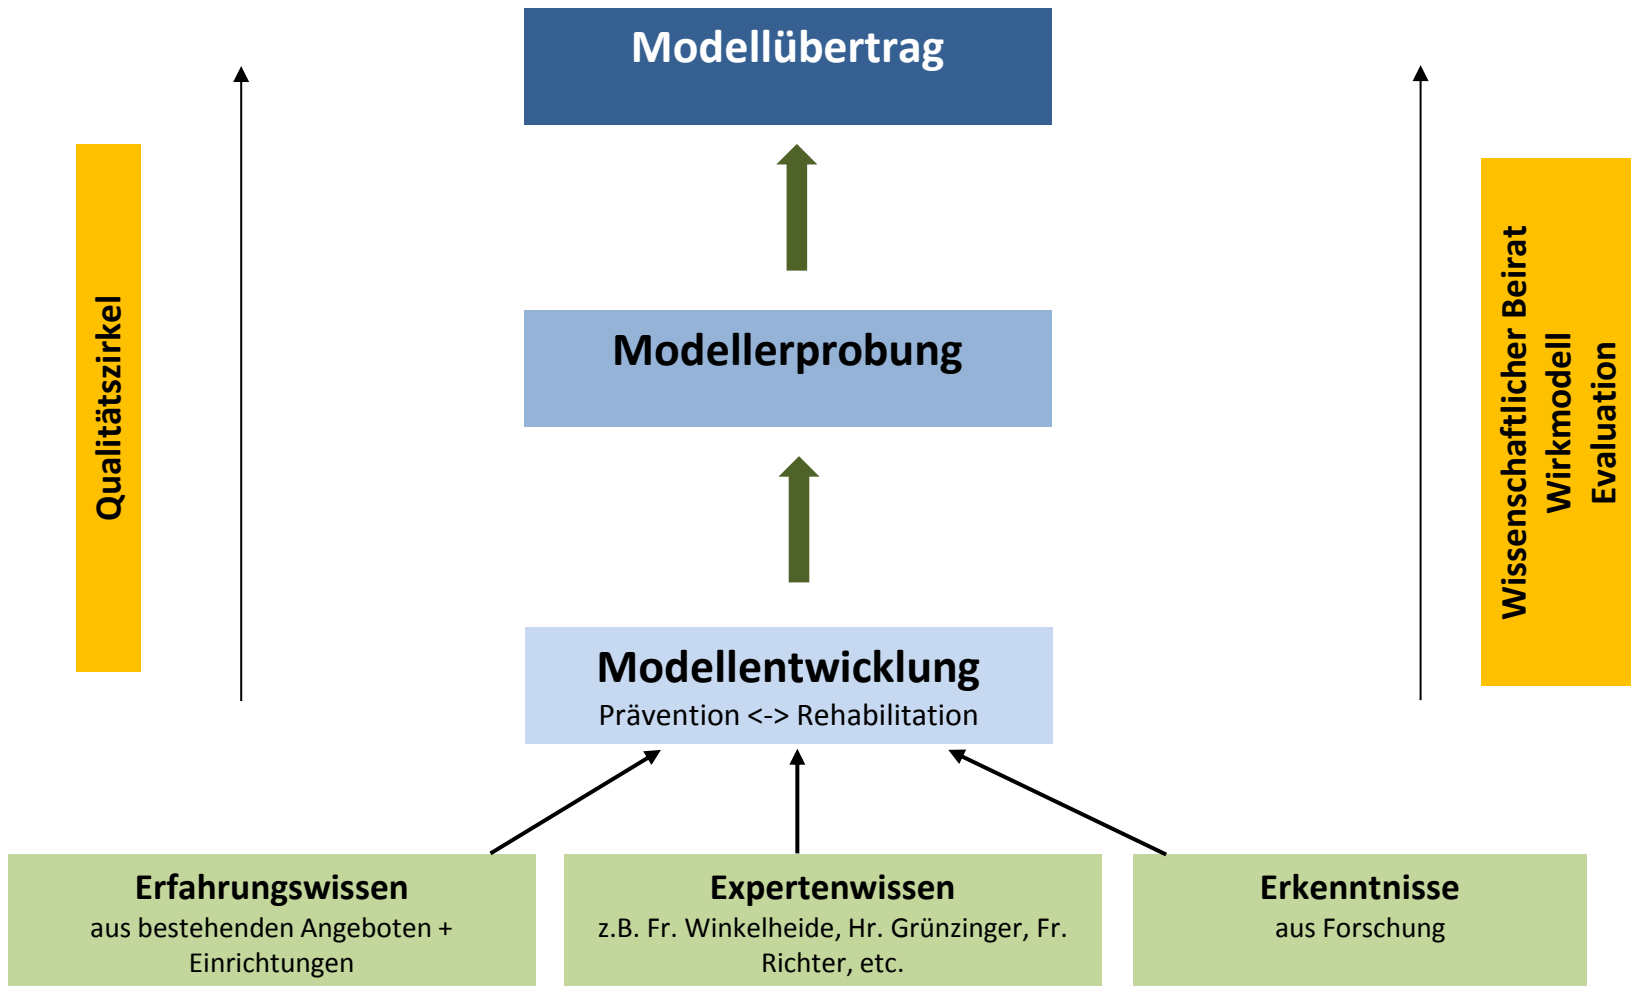 Modellübertrag
Qualitätszirkel
Wissenschaftlicher Beirat
Wirkmodell
Evaluation
Modellerprobung
Modellentwicklung
Prävention <-> Rehabilitation
Erfahrungswissen
aus bestehenden Angeboten +
Einrichtungen
Expertenwissen
z.B. Fr. Winkelheide, Hr. Grünzinger, Fr.
Richter, etc.
Erkenntnisse
aus Forschung